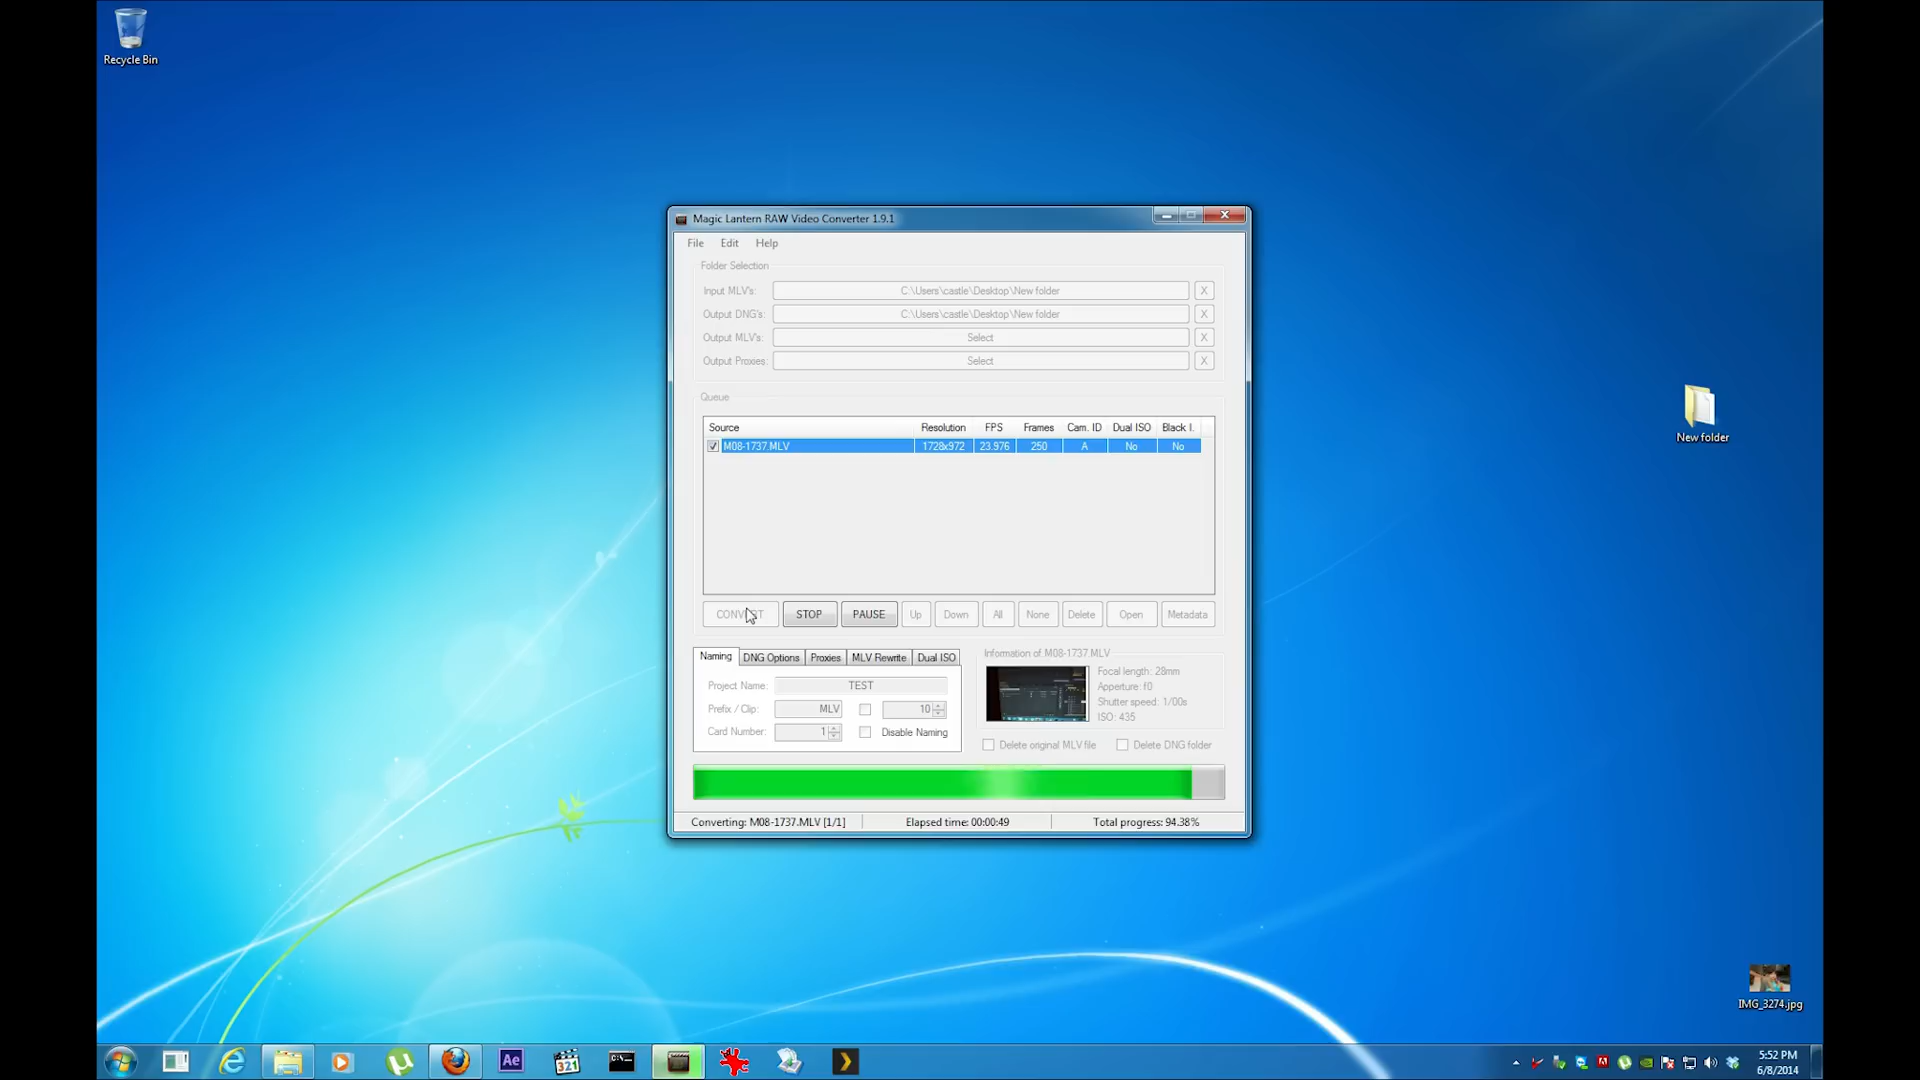 Recycle Bin
Magic Lantern RAW Video Converter 1.9.1
File Edit Help
Folder Selection
Input MLV's: C:\Users\castle\Desktop\New folder X
Output DNG's: C:\Users\castle\Desktop\New folder X
Output MLV's: Select X
Output Proxies: Select X
Queue
Source Resolution FPS Frames Cam. ID Dual ISO Black l.
M08-1737.MLV 1728x972 23.976 250 A No No
New folder
CONVERT STOP PAUSE Up Down All None Delete Open Metadata
Naming DNG Options Proxies MLV Rewrite Dual ISO
Project Name: TEST
Prefix / Clip: MLV 10
Card Number: 1 Disable Naming
Information of M08-1737.MLV
Focal length: 28mm
Apperture: f0
Shutter speed: 1/00s
ISO: 435
Delete original MLV file Delete DNG folder
Converting: M08-1737.MLV [1/1] Elapsed time: 00:00:49 Total progress: 94.38%
IMG_3274.jpg
Ae
321
5:52 PM
6/8/2014